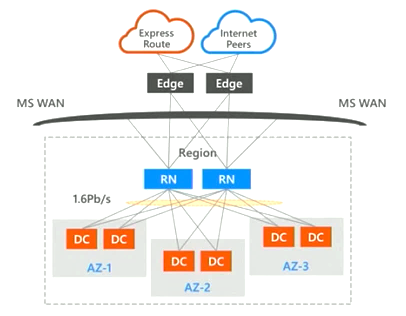 Express
Route
Internet
Peers
Edge
Edge
MS WAN
MS WAN
Region
RN
RN
1.6Pb/s
DC
DC
AZ-1
DC
DC
AZ-2
DC
DC
AZ-3